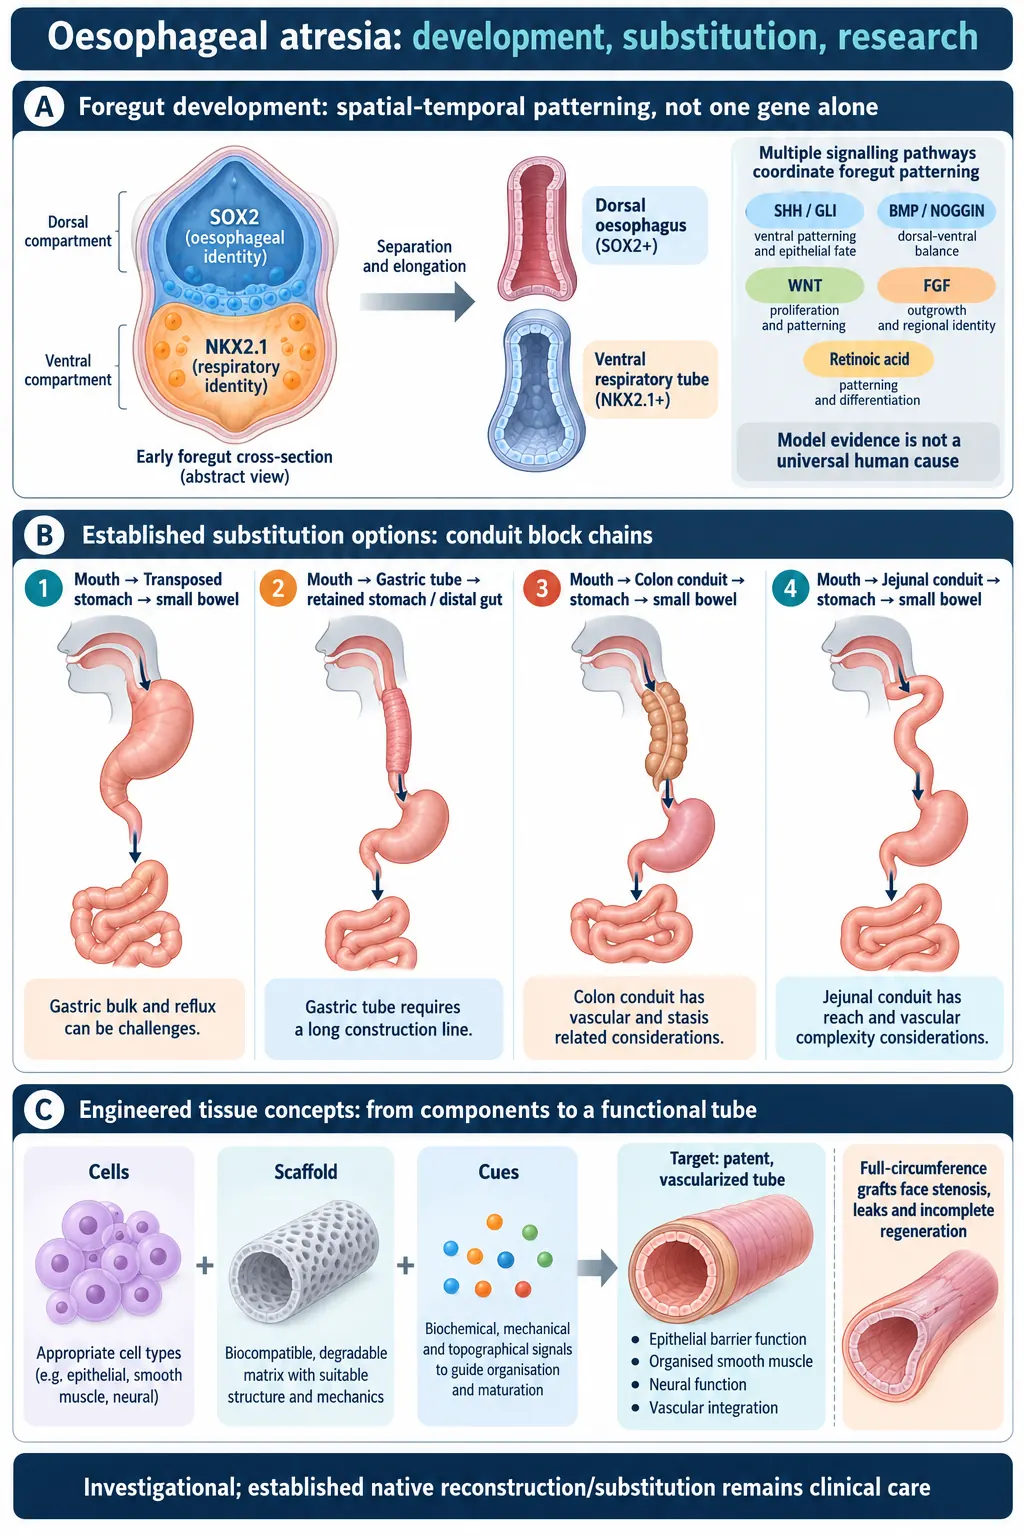 Oesophageal atresia: development, substitution, research
A
Foregut development: spatial-temporal patterning, not one gene alone
Dorsal
compartment
SOX2
(oesophageal
identity)
Ventral
compartment
NKX2.1
(respiratory
identity)
Early foregut cross-section
(abstract view)
Separation
and elongation
Dorsal
oesophagus
(SOX2+)
Ventral
respiratory tube
(NKX2.1+)
Multiple signalling pathways
coordinate foregut patterning
SHH / GLI
ventral patterning
and epithelial fate
BMP / NOGGIN
dorsal-ventral
balance
WNT
proliferation
and patterning
FGF
outgrowth
and regional identity
Retinoic acid
patterning
and differentiation
Model evidence is not a
universal human cause
B
Established substitution options: conduit block chains
1
Mouth → Transposed
stomach → small bowel
Gastric bulk and reflux
can be challenges.
2
Mouth → Gastric tube →
retained stomach / distal gut
Gastric tube requires
a long construction line.
3
Mouth → Colon conduit →
stomach → small bowel
Colon conduit has
vascular and stasis
related considerations.
4
Mouth → Jejunal conduit →
stomach → small bowel
Jejunal conduit has
reach and vascular
complexity considerations.
C
Engineered tissue concepts: from components to a functional tube
Cells
Appropriate cell types
(e.g. epithelial, smooth
muscle, neural)
+
Scaffold
Biocompatible, degradable
matrix with suitable
structure and mechanics
+
Cues
Biochemical, mechanical
and topographical signals
to guide organisation
and maturation
Target: patent,
vascularized tube
• Epithelial barrier function
• Organised smooth muscle
• Neural function
• Vascular integration
Full-circumference
grafts face stenosis,
leaks and incomplete
regeneration
Investigational; established native reconstruction/substitution remains clinical care